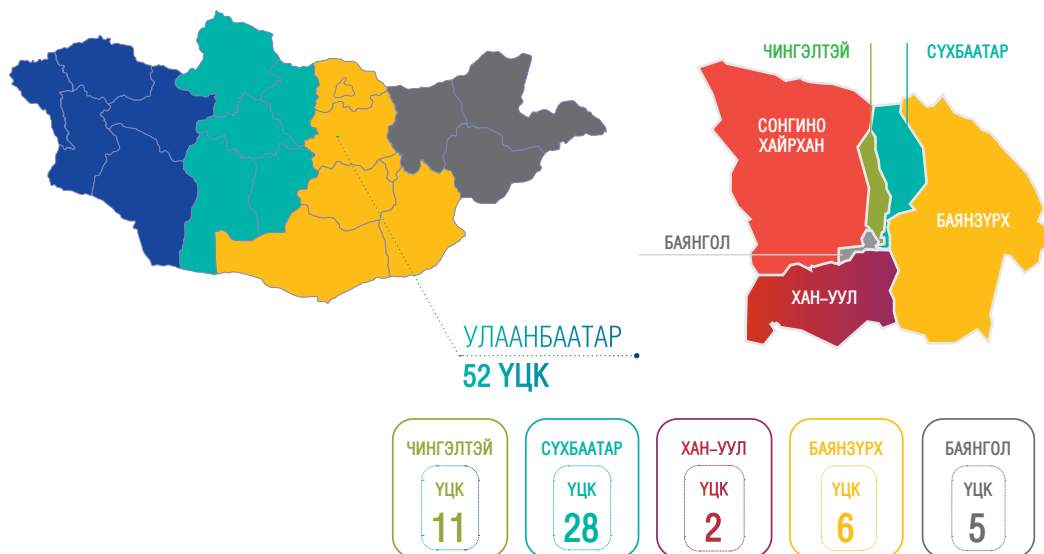 ЧИНГЭЛТЭЙ
СҮХБААТАР
СОНГИНО
ХАЙРХАН
БАЯНЗҮРХ
БАЯНГОЛ
ХАН–УУЛ
УЛААНБААТАР
52 ҮЦК
ЧИНГЭЛТЭЙ
ҮЦК
11
СҮХБААТАР
ҮЦК
28
ХАН–УУЛ
ҮЦК
2
БАЯНЗҮРХ
ҮЦК
6
БАЯНГОЛ
ҮЦК
5